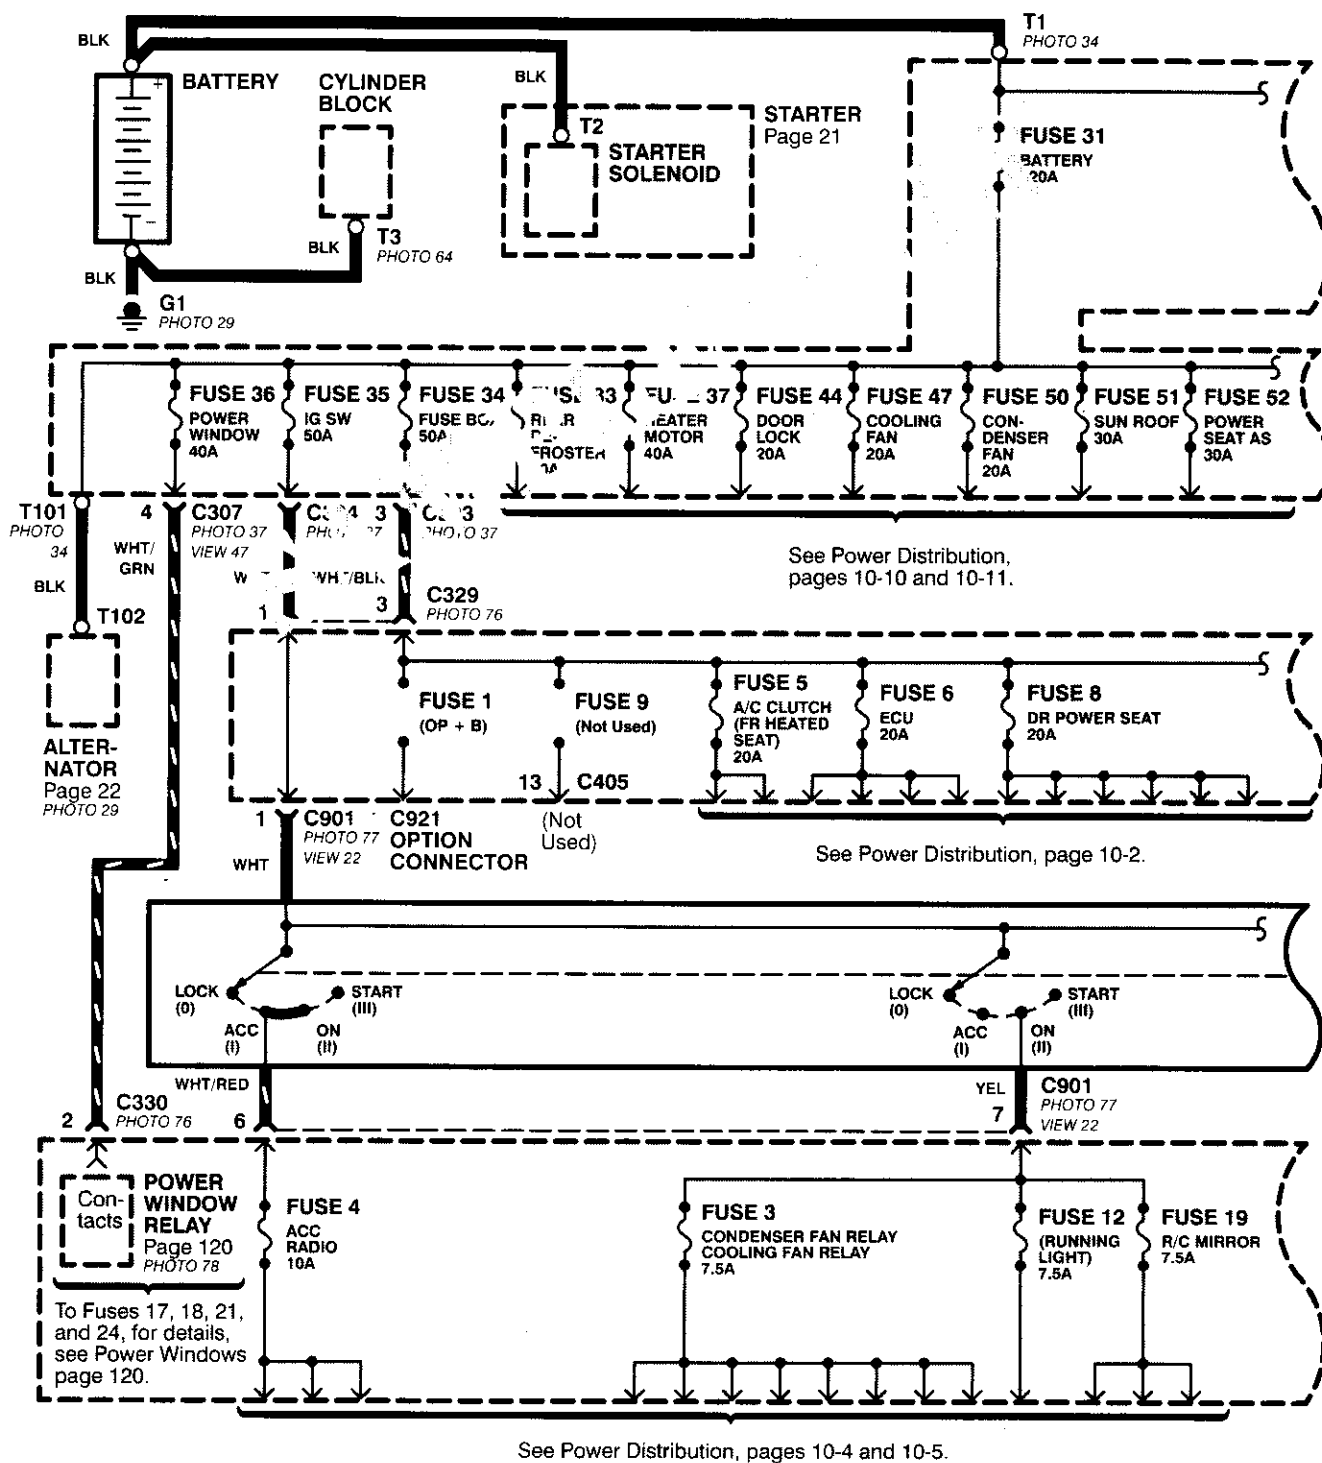 T1
PHOTO 34
BLK
BATTERY
+
−
CYLINDER
BLOCK
BLK
T2
STARTER
SOLENOID
STARTER
Page 21
FUSE 31
BATTERY
BLK
T3
PHOTO 64
BLK
G1
PHOTO 29
FUSE 36
POWER
WINDOW
40A
FUSE 35
IG SW
50A
FUSE 34
FUSE
50A
FROSTER
37
MOTOR
40A
FUSE 44
DOOR
LOCK
20A
FUSE 47
COOLING
FAN
20A
FUSE 50
CON-
DENSER
FAN
20A
FUSE 51
SUN ROOF
30A
FUSE 52
POWER
SEAT AS
30A
T101
PHOTO
34
BLK
4
C307
PHOTO 37
VIEW 47
WHT/
GRN
3
PHOTO 37
1
3
C329
PHOTO 76
See Power Distribution,
pages 10-10 and 10-11.
T102
ALTER-
NATOR
Page 22
PHOTO 29
FUSE 1
(OP + B)
FUSE 9
(Not Used)
FUSE 5
A/C CLUTCH
(FR HEATED
SEAT)
20A
FUSE 6
ECU
20A
FUSE 8
DR POWER SEAT
20A
13
C405
(Not
Used)
1
C901
PHOTO 77
VIEW 22
C921
OPTION
CONNECTOR
WHT
See Power Distribution, page 10-2.
LOCK
(0)
START
(III)
ACC
(I)
ON
(II)
LOCK
(0)
START
(III)
ACC
(I)
ON
(II)
WHT/RED
YEL
C901
PHOTO 77
VIEW 22
2
C330
PHOTO 76
6
7
Con-
tacts
POWER
WINDOW
RELAY
Page 120
PHOTO 78
To Fuses 17, 18, 21,
and 24, for details,
see Power Windows
page 120.
FUSE 4
ACC
RADIO
10A
FUSE 3
CONDENSER FAN RELAY
COOLING FAN RELAY
7.5A
FUSE 12
(RUNNING
LIGHT)
7.5A
FUSE 19
R/C MIRROR
7.5A
See Power Distribution, pages 10-4 and 10-5.